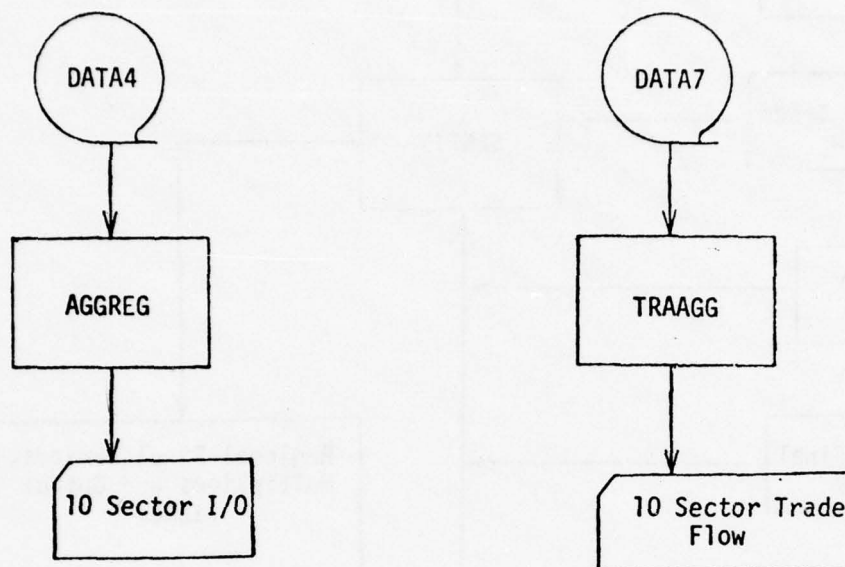 DATA4
DATA7
AGGREG
TRAAGG
10 Sector I/O
10 Sector Trade
Flow